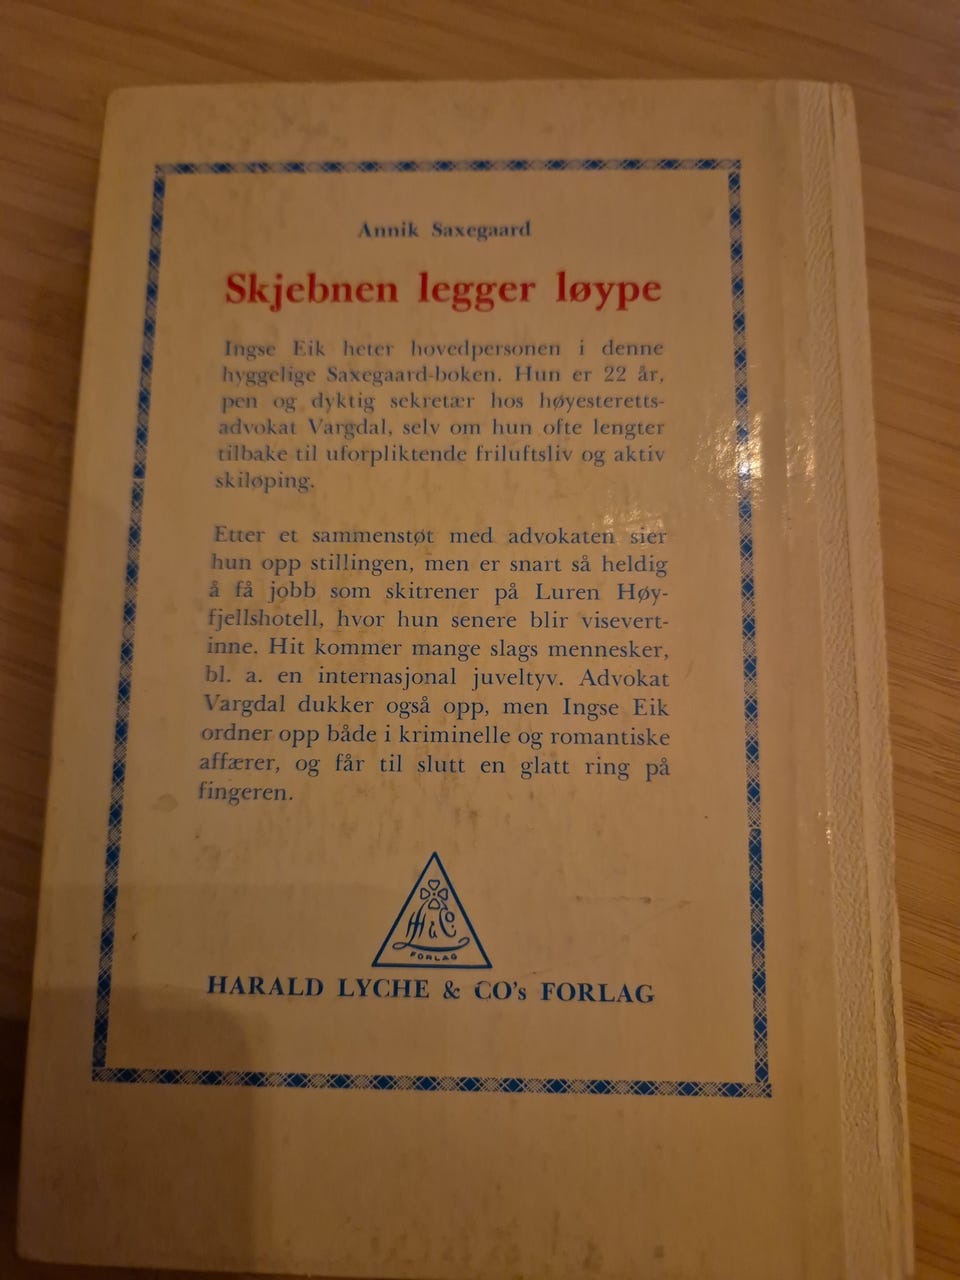 Annik Saxegaard
Skjebnen legger løype
Ingse Eik heter hovedpersonen i denne
hyggelige Saxegaard-boken. Hun er 22 år,
pen og dyktig sekretær hos høyesteretts-
advokat Vargdal, selv om hun ofte lengter
tilbake til uforpliktende friluftsliv og aktiv
skiløping.
Etter et sammenstøt med advokaten sier
hun opp stillingen, men er snart så heldig
å få jobb som skitrener på Luren Høy-
fjellshotell, hvor hun senere blir visevert-
inne. Hit kommer mange slags mennesker,
bl. a. en internasjonal juveltyv. Advokat
Vargdal dukker også opp, men Ingse Eik
ordner opp både i kriminelle og romantiske
affærer, og får til slutt en glatt ring på
fingeren.
H & Co.
FORLAG
HARALD LYCHE & CO's FORLAG